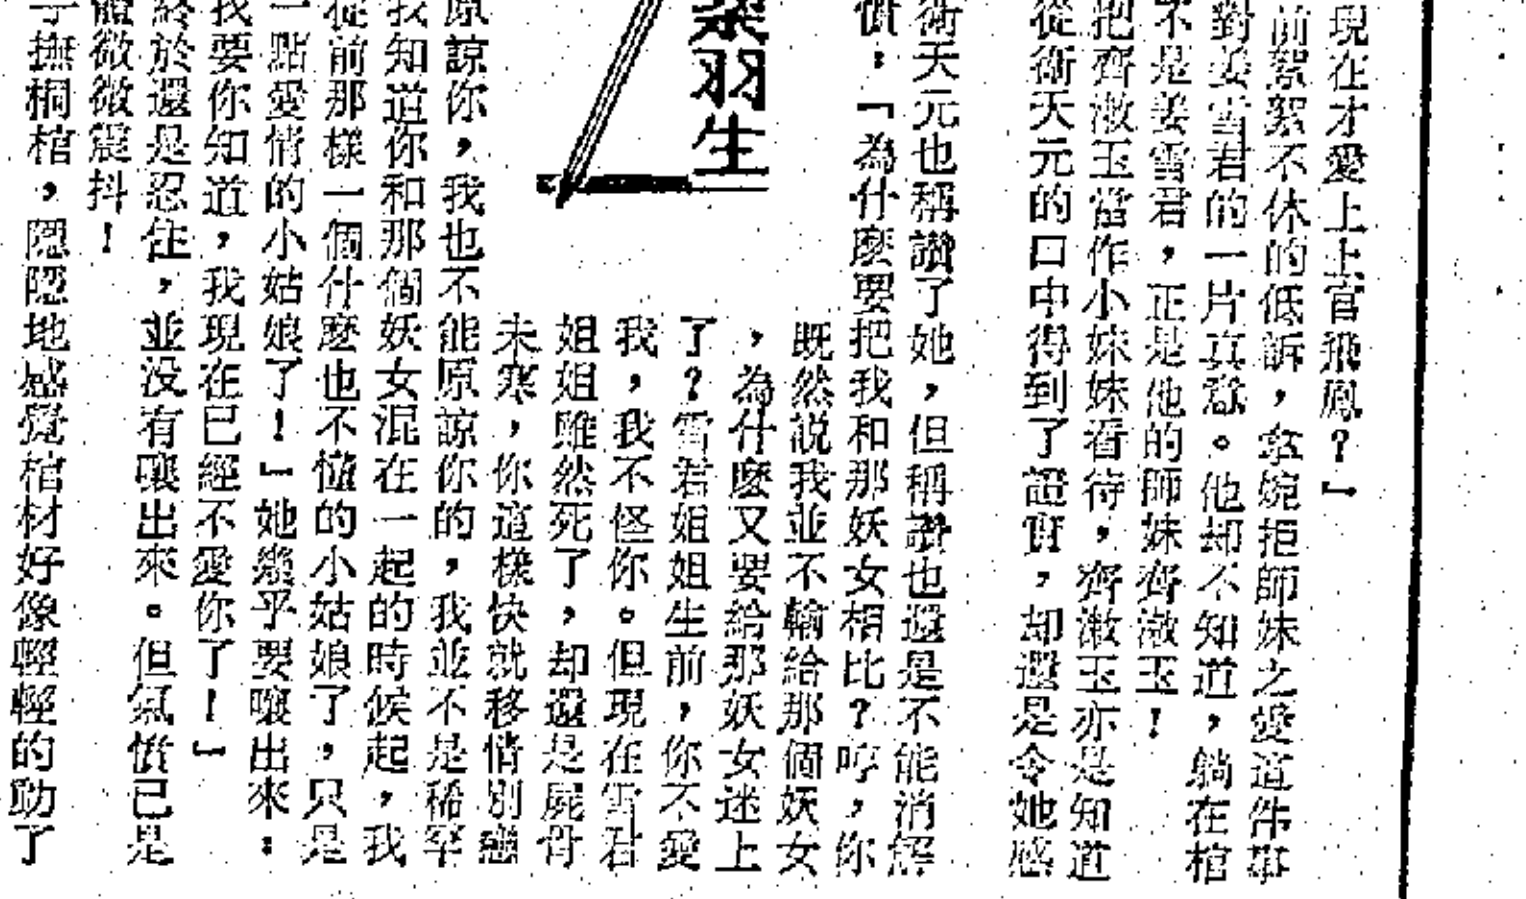 現在才愛上上官飛鳳？」
前絮絮不休的低訴，拿婉拒師妹之愛這件事
對姜雪君的一片真意。他却不知道，躺在棺
不是姜雪君，正是他的師妹齊漱玉！
把齊漱玉當作小妹妹看待，齊漱玉亦是知道
從衛天元的口中得到了證實，却還是令她感
衛天元也稱讚了她，但稱讚也還是不能消解
憤：「為什麼要把我和那妖女相比？哼，你
既然説我並不輸給那個妖女
，為什麼又要給那妖女迷上
了？雪君姐姐生前，你不愛
我，我不怪你。但現在雪君
姐姐雖然死了，却還是屍骨
未寒，你這樣快就移情別戀
羽生
原諒你，我也不能原諒你的，我並不是稀罕
我知道你和那個妖女混在一起的時候起，我
從前那樣一個什麼也不懂的小姑娘了，只是
一點愛情的小姑娘了！」她幾乎要嚷出來：
我要你知道，我現在已經不愛你了！」
終於還是忍住，並没有嚷出來。但氣憤已是
體微微震抖！
手撫桐棺，隱隱地感覺棺材好像輕輕的動了